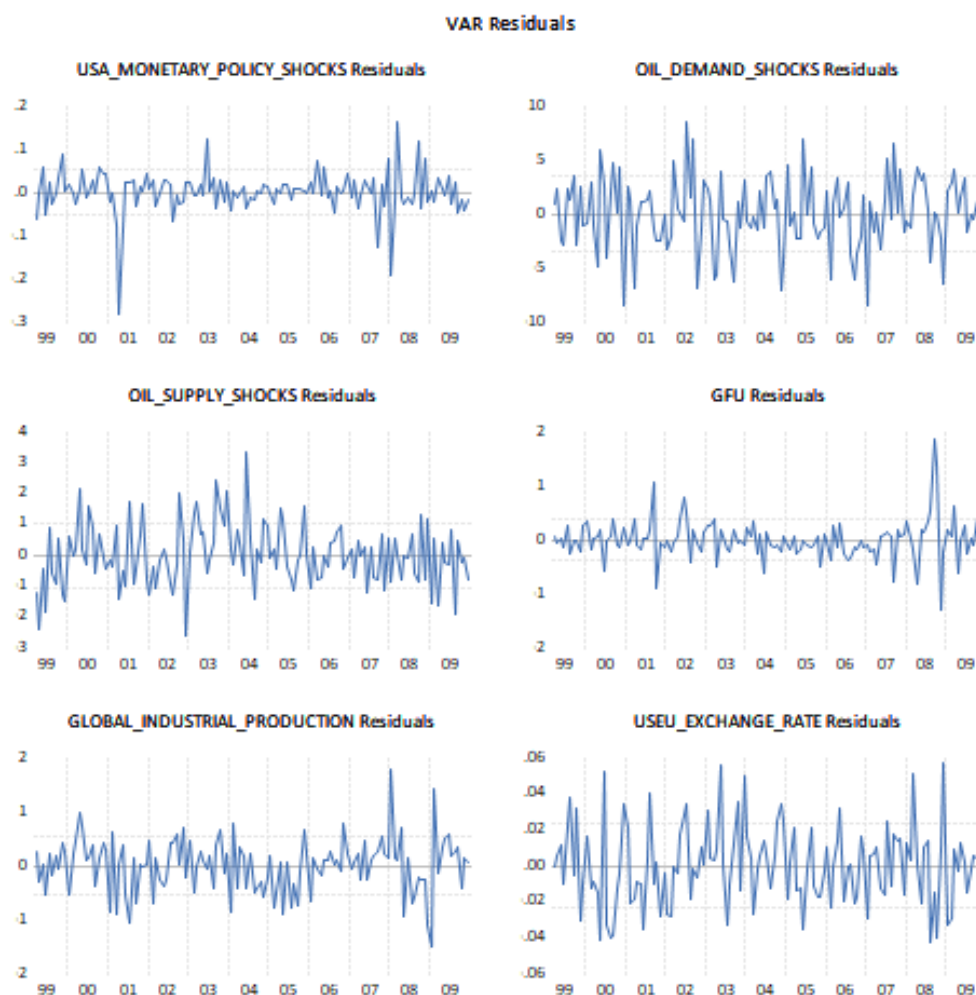 VAR Residuals
USA_MONETARY_POLICY_SHOCKS Residuals
.2
.1
.0
-.1
-.2
-.3
99 00 01 02 03 04 05 06 07 08 09
OIL_DEMAND_SHOCKS Residuals
10
5
0
-5
-10
99 00 01 02 03 04 05 06 07 08 09
OIL_SUPPLY_SHOCKS Residuals
4
3
2
1
0
-1
-2
-3
99 00 01 02 03 04 05 06 07 08 09
GFU Residuals
2
1
0
-1
-2
99 00 01 02 03 04 05 06 07 08 09
GLOBAL_INDUSTRIAL_PRODUCTION Residuals
2
1
0
-1
-2
99 00 01 02 03 04 05 06 07 08 09
USEU_EXCHANGE_RATE Residuals
.06
.04
.02
.00
-.02
-.04
-.06
99 00 01 02 03 04 05 06 07 08 09